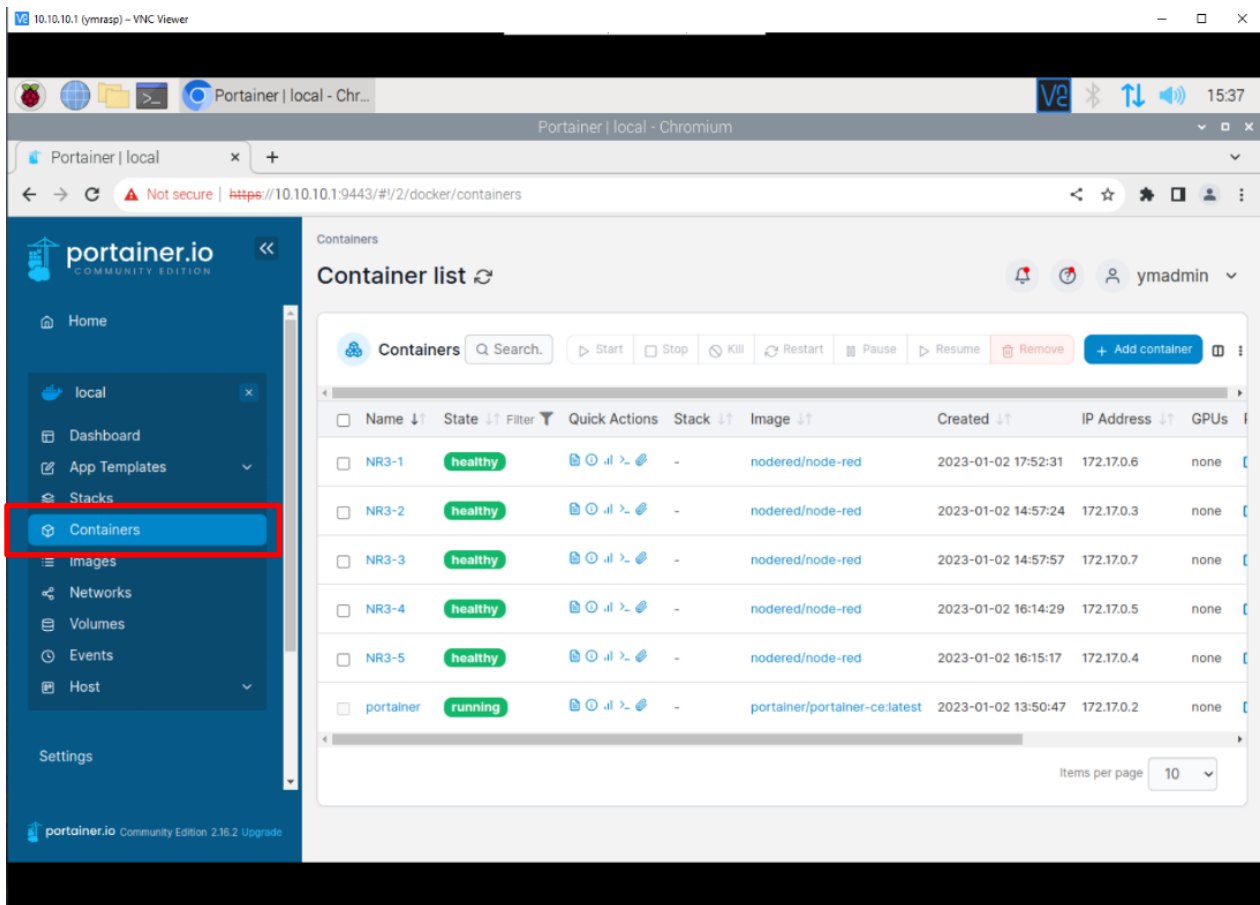 10.10.10.1 (ymrasp) – VNC Viewer
Portainer | local - Chr...
15:37
Portainer | local - Chromium
Portainer | local
Not secure | https://10.10.10.1:9443/#!/2/docker/containers
portainer.io
COMMUNITY EDITION
Home
local
Dashboard
App Templates
Stacks
Containers
Images
Networks
Volumes
Events
Host
Settings
portainer.io Community Edition 2.16.2 Upgrade
Containers
Container list
ymadmin
Containers Search. Start Stop Kill Restart Pause Resume Remove + Add container
Name State Filter Quick Actions Stack Image Created IP Address GPUs
NR3-1 healthy - nodered/node-red 2023-01-02 17:52:31 172.17.0.6 none
NR3-2 healthy - nodered/node-red 2023-01-02 14:57:24 172.17.0.3 none
NR3-3 healthy - nodered/node-red 2023-01-02 14:57:57 172.17.0.7 none
NR3-4 healthy - nodered/node-red 2023-01-02 16:14:29 172.17.0.5 none
NR3-5 healthy - nodered/node-red 2023-01-02 16:15:17 172.17.0.4 none
portainer running - portainer/portainer-ce:latest 2023-01-02 13:50:47 172.17.0.2 none
Items per page 10